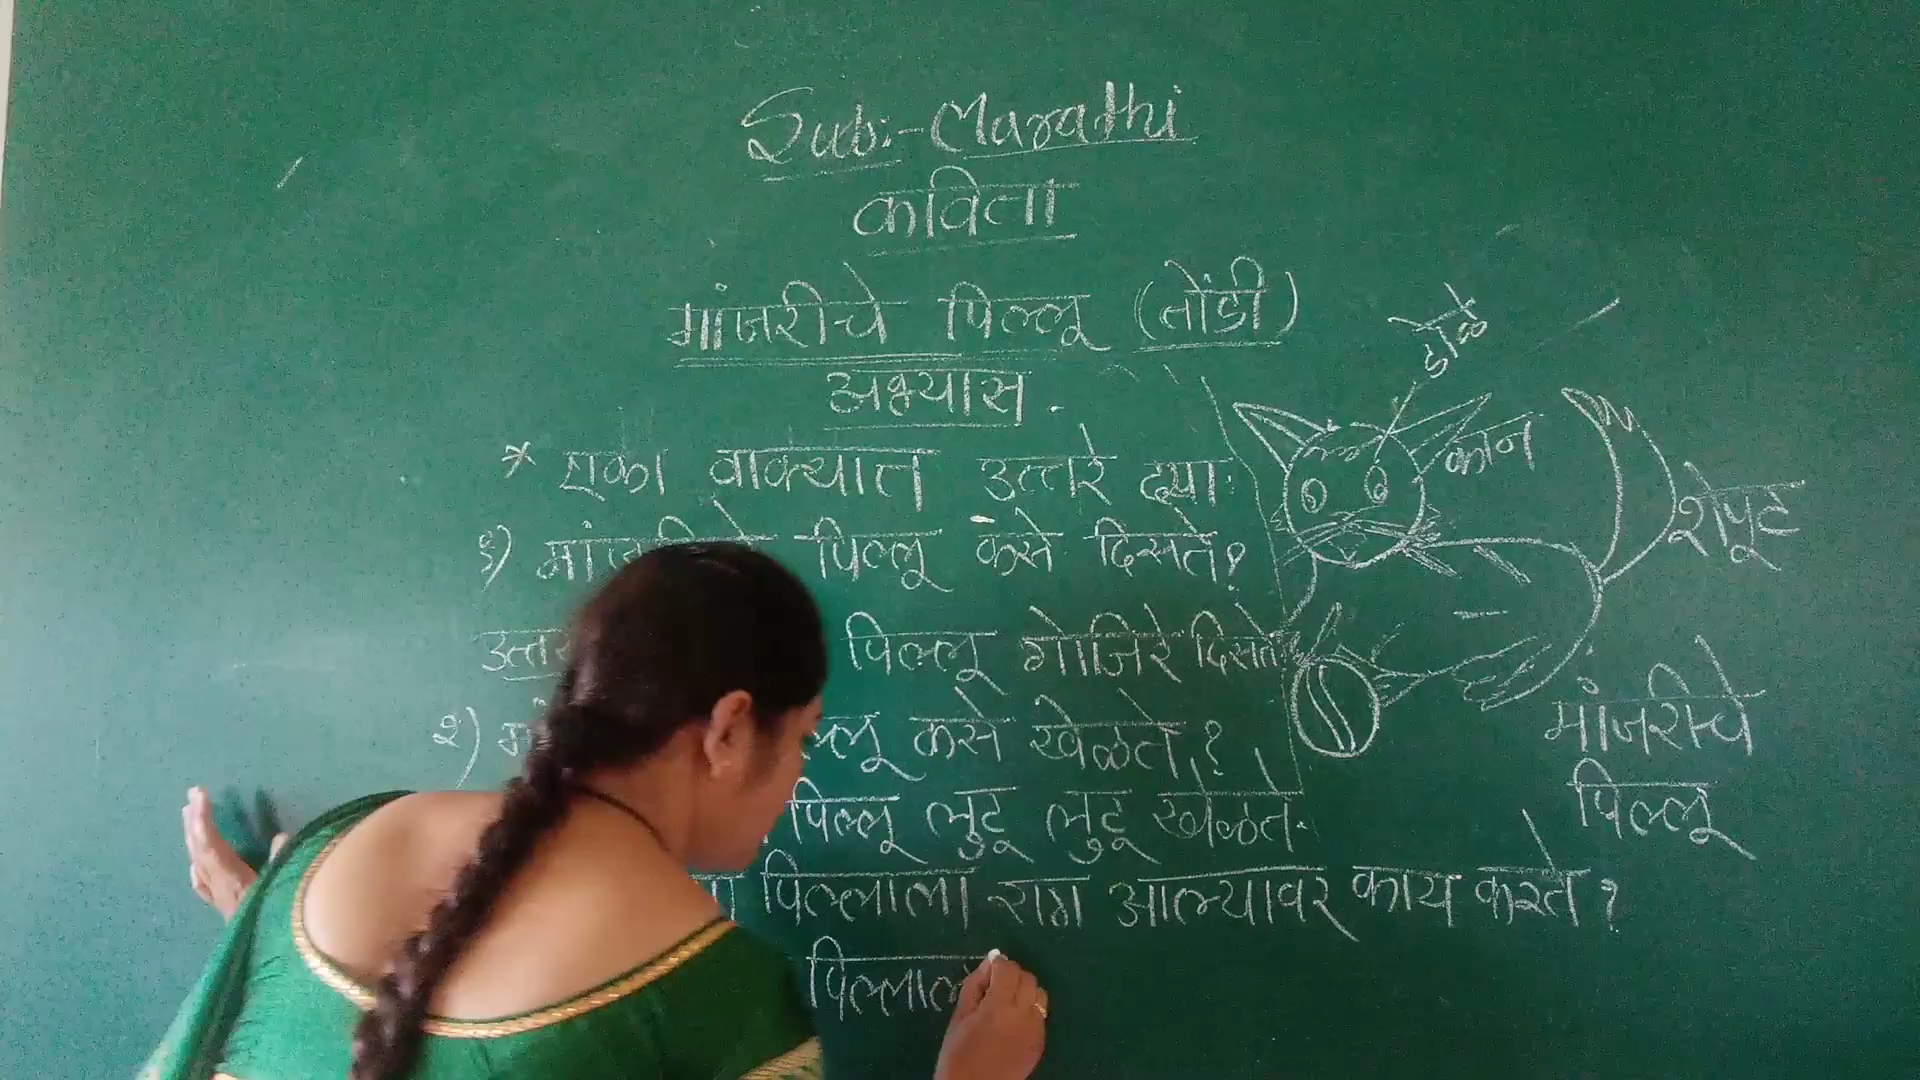 Sub:- Marathi
कविता
मांजरीचे पिल्लू (तोंडी)
अभ्यास.
* एका वाक्यात उत्तरे द्या:
१) पिल्लू कसे दिसते?
पिल्लू गोजिरे दिसते
२) कसे खेळते?
पिल्लू लुटू लुटू खेळते.
पिल्लाला राग आल्यावर काय करते?
डोळे
कान
शेपूट
मांजरीचे
पिल्लू